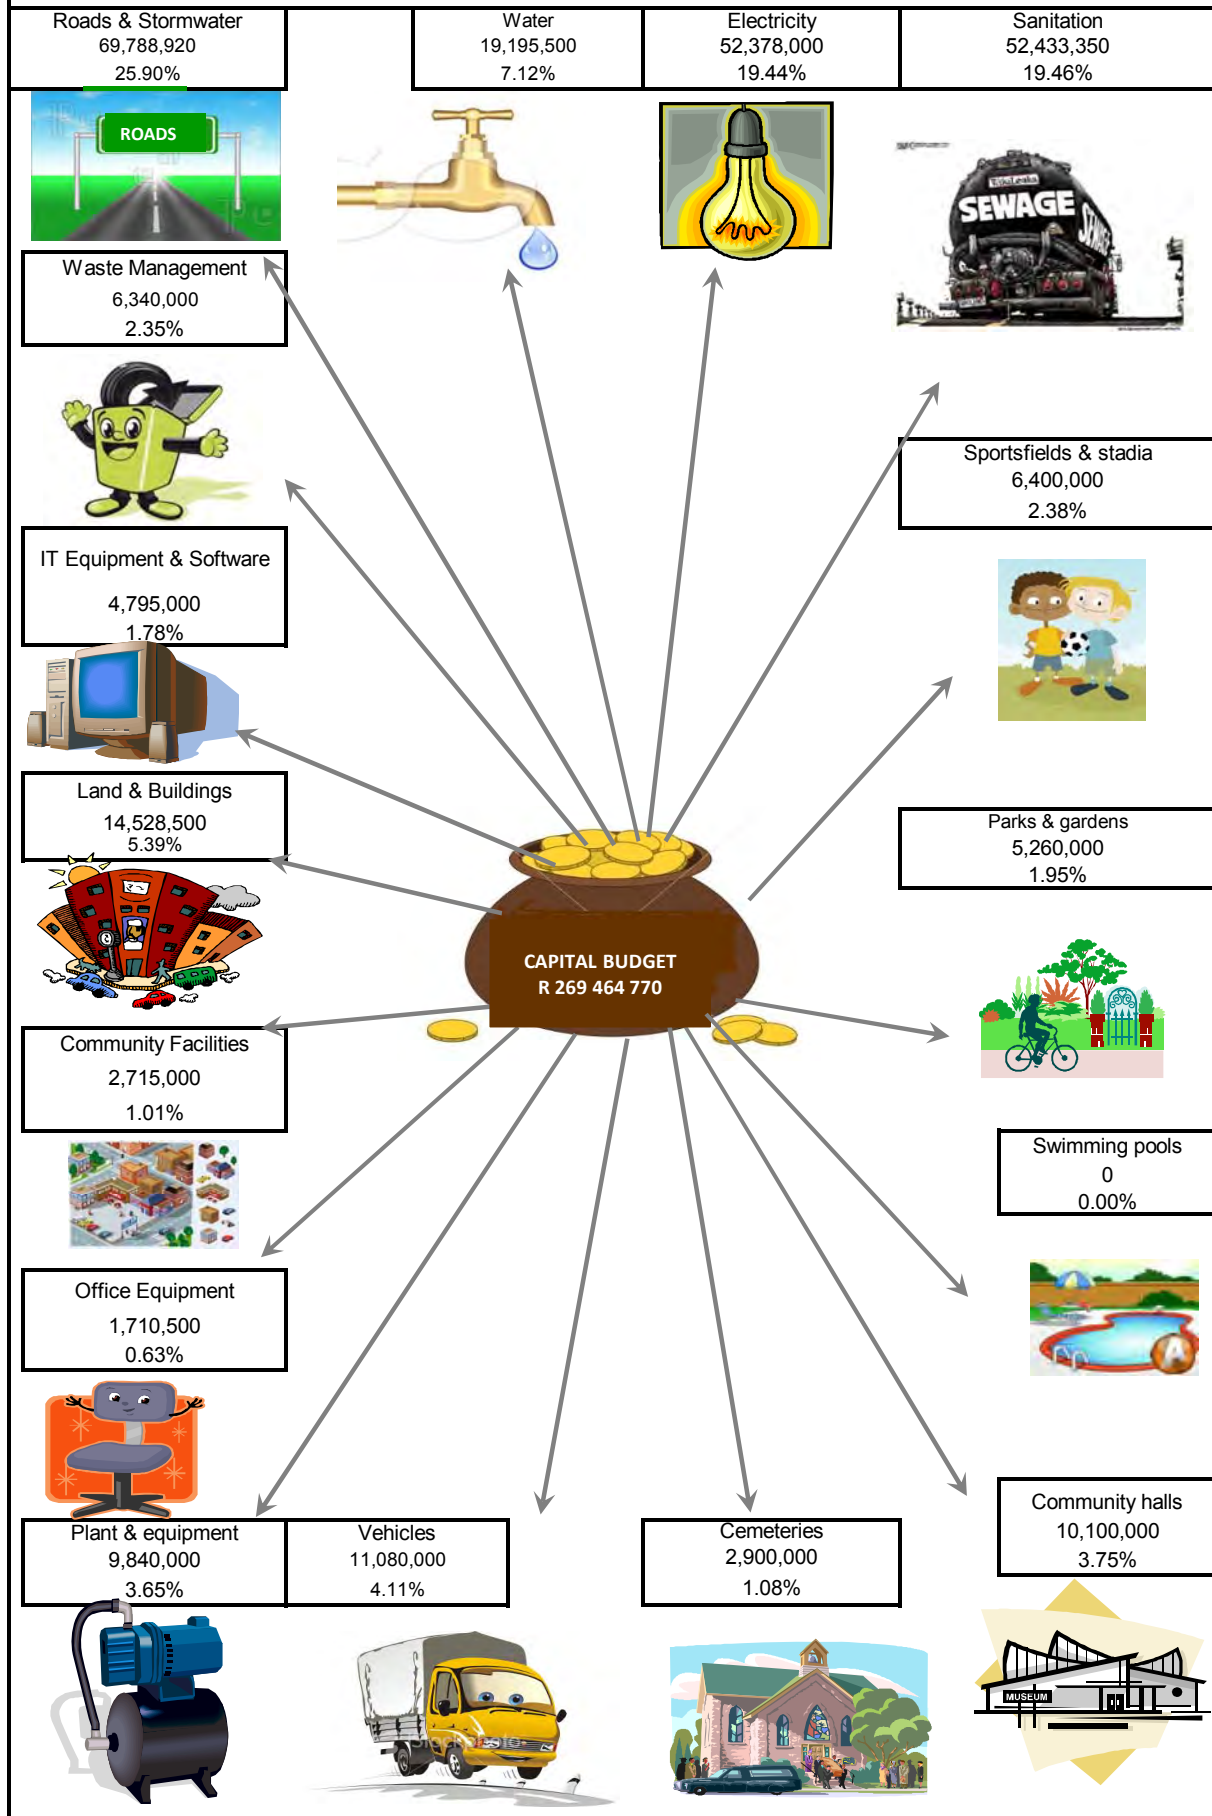 Roads & Stormwater
69,788,920
25.90%
Water
19,195,500
7.12%
Electricity
52,378,000
19.44%
Sanitation
52,433,350
19.46%
ROADS
SEWAGE
Waste Management
6,340,000
2.35%
Sportsfields & stadia
6,400,000
2.38%
IT Equipment & Software
4,795,000
1.78%
Land & Buildings
14,528,500
5.39%
Parks & gardens
5,260,000
1.95%
CAPITAL BUDGET
R 269 464 770
Community Facilities
2,715,000
1.01%
Swimming pools
0
0.00%
Office Equipment
1,710,500
0.63%
Plant & equipment
9,840,000
3.65%
Vehicles
11,080,000
4.11%
Cemeteries
2,900,000
1.08%
Community halls
10,100,000
3.75%
MUSEUM